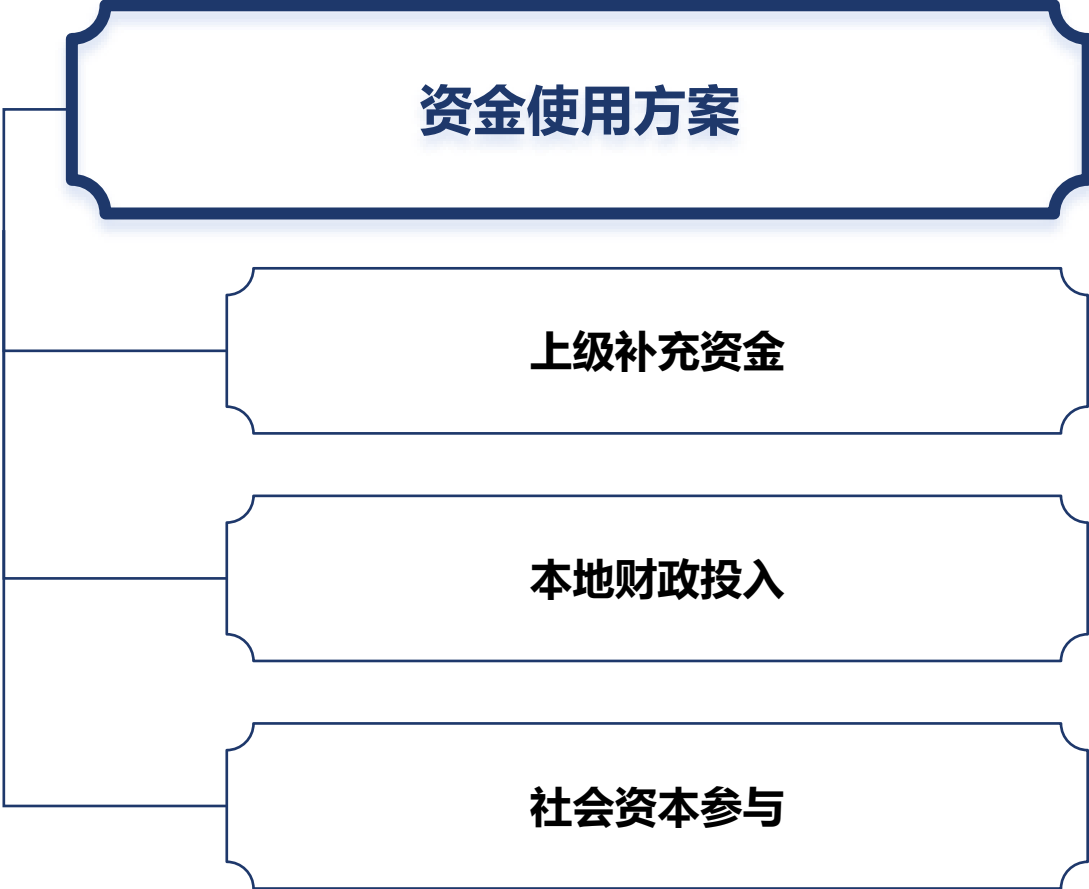 资金使用方案
上级补充资金
本地财政投入
社会资本参与